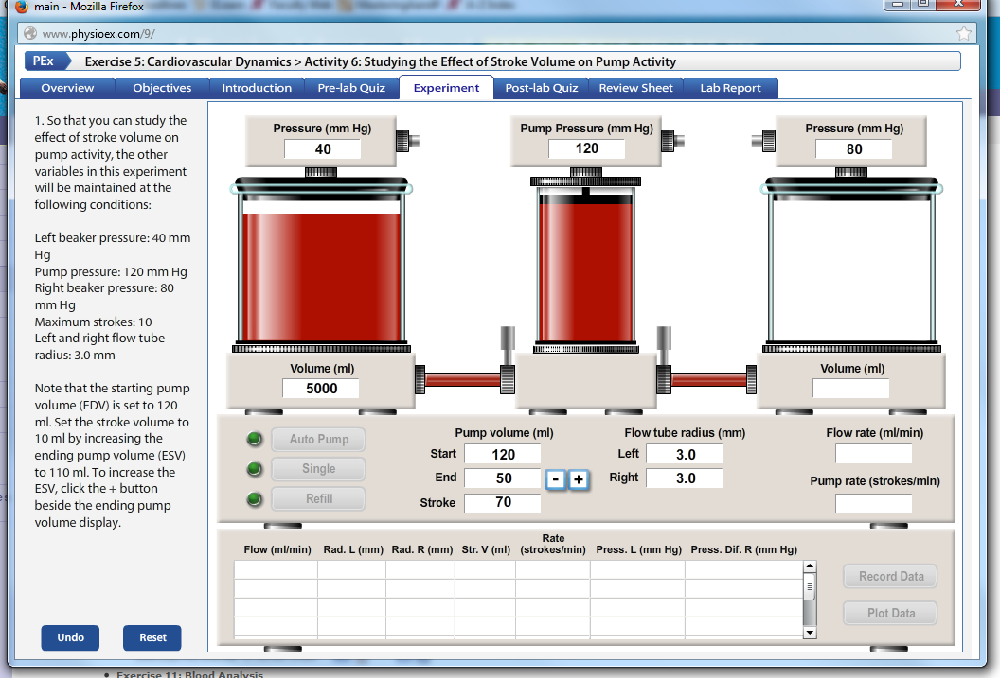 main - Mozilla Firefox
www.physioex.com/9/
PEx Exercise 5: Cardiovascular Dynamics > Activity 6: Studying the Effect of Stroke Volume on Pump Activity
Overview Objectives Introduction Pre-lab Quiz Experiment Post-lab Quiz Review Sheet Lab Report
1. So that you can study the
effect of stroke volume on
pump activity, the other
variables in this experiment
will be maintained at the
following conditions:
Left beaker pressure: 40 mm
Hg
Pump pressure: 120 mm Hg
Right beaker pressure: 80
mm Hg
Maximum strokes: 10
Left and right flow tube
radius: 3.0 mm
Note that the starting pump
volume (EDV) is set to 120
ml. Set the stroke volume to
10 ml by increasing the
ending pump volume (ESV)
to 110 ml. To increase the
ESV, click the + button
beside the ending pump
volume display.
Undo Reset
Pressure (mm Hg) Pump Pressure (mm Hg) Pressure (mm Hg)
40 120 80
Volume (ml) Volume (ml)
5000
Auto Pump
Single
Refill
Pump volume (ml)
Start 120
End 50 - +
Stroke 70
Flow tube radius (mm)
Left 3.0
Right 3.0
Flow rate (ml/min)
Pump rate (strokes/min)
Flow (ml/min) Rad. L (mm) Rad. R (mm) Str. V (ml) Rate (strokes/min) Press. L (mm Hg) Press. Dif. R (mm Hg)
Record Data
Plot Data
Exercise 11: Blood Analysis